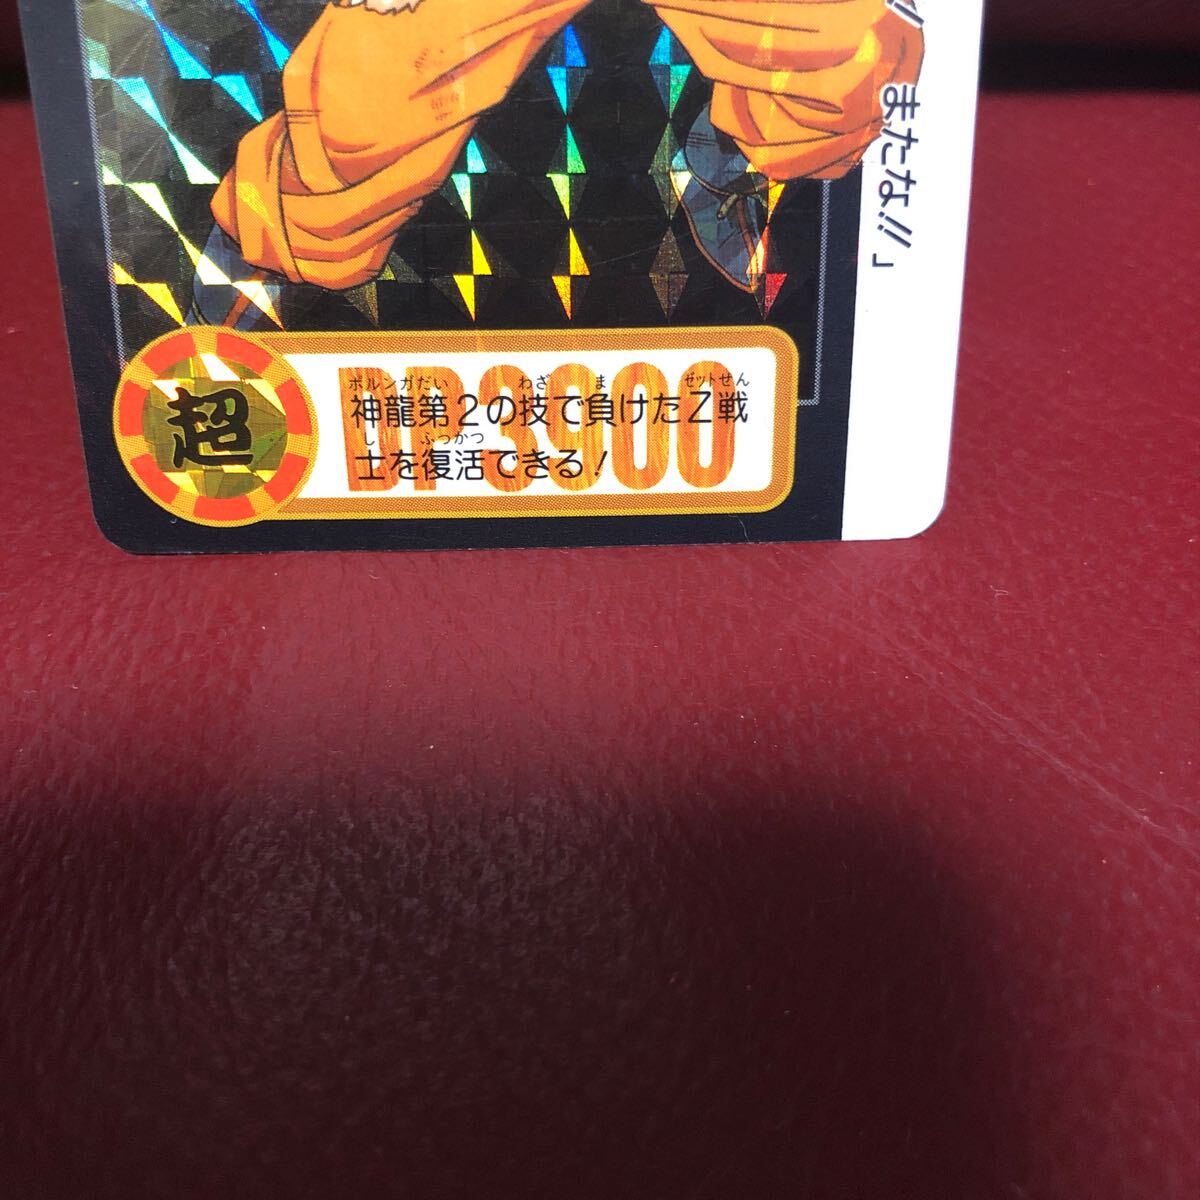 またな!!」
超
DP3900
ポルンガだい わざ ま ゼットせん
神龍第2の技で負けたZ戦
し ふっかつ
士を復活できる!